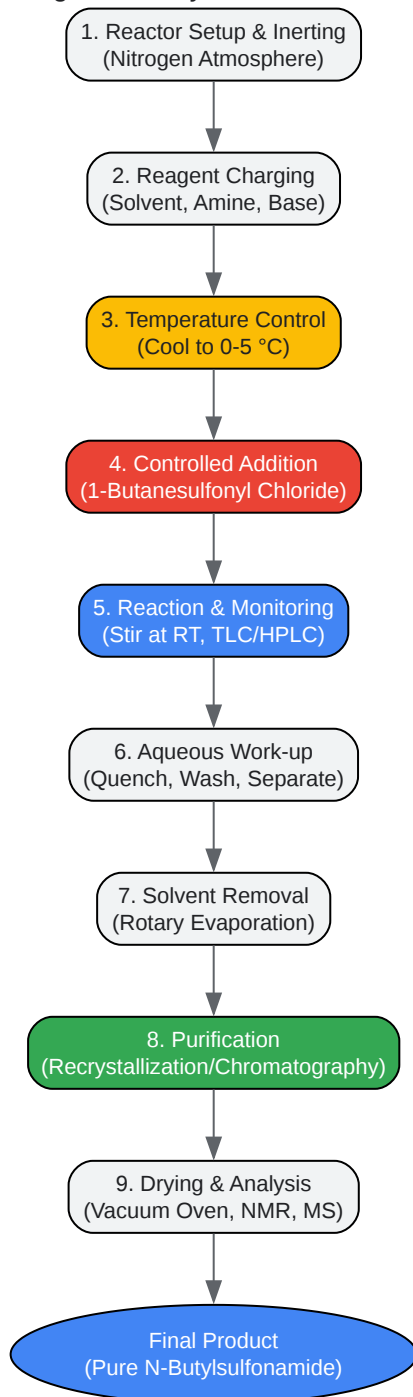 1. Reactor Setup & Inerting
(Nitrogen Atmosphere)
2. Reagent Charging
(Solvent, Amine, Base)
3. Temperature Control
(Cool to 0-5 °C)
4. Controlled Addition
(1-Butanesulfonyl Chloride)
5. Reaction & Monitoring
(Stir at RT, TLC/HPLC)
6. Aqueous Work-up
(Quench, Wash, Separate)
7. Solvent Removal
(Rotary Evaporation)
8. Purification
(Recrystallization/Chromatography)
9. Drying & Analysis
(Vacuum Oven, NMR, MS)
Final Product
(Pure N-Butylsulfonamide)